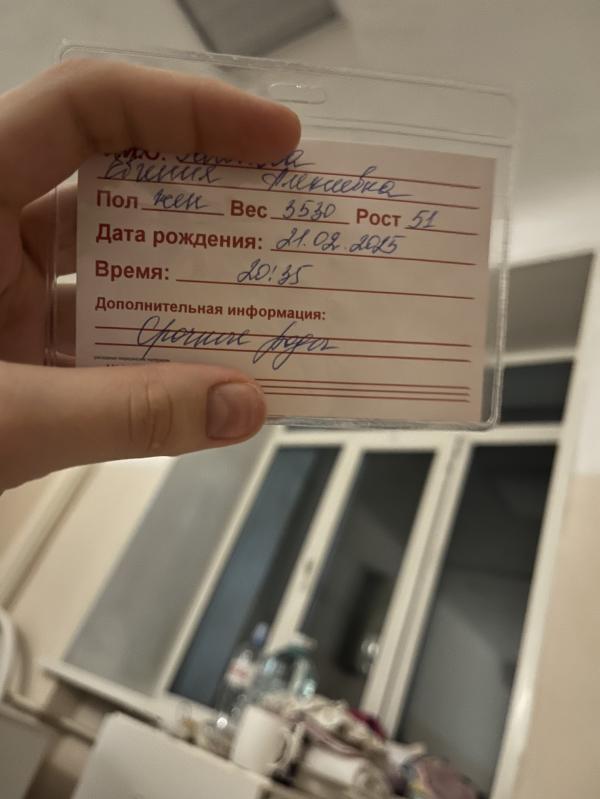 Евгения Алексеевна
Пол жен Вес 3530 Рост 51
Дата рождения: 21.02.2025
Время: 20:35
Дополнительная информация:
Срочные роды